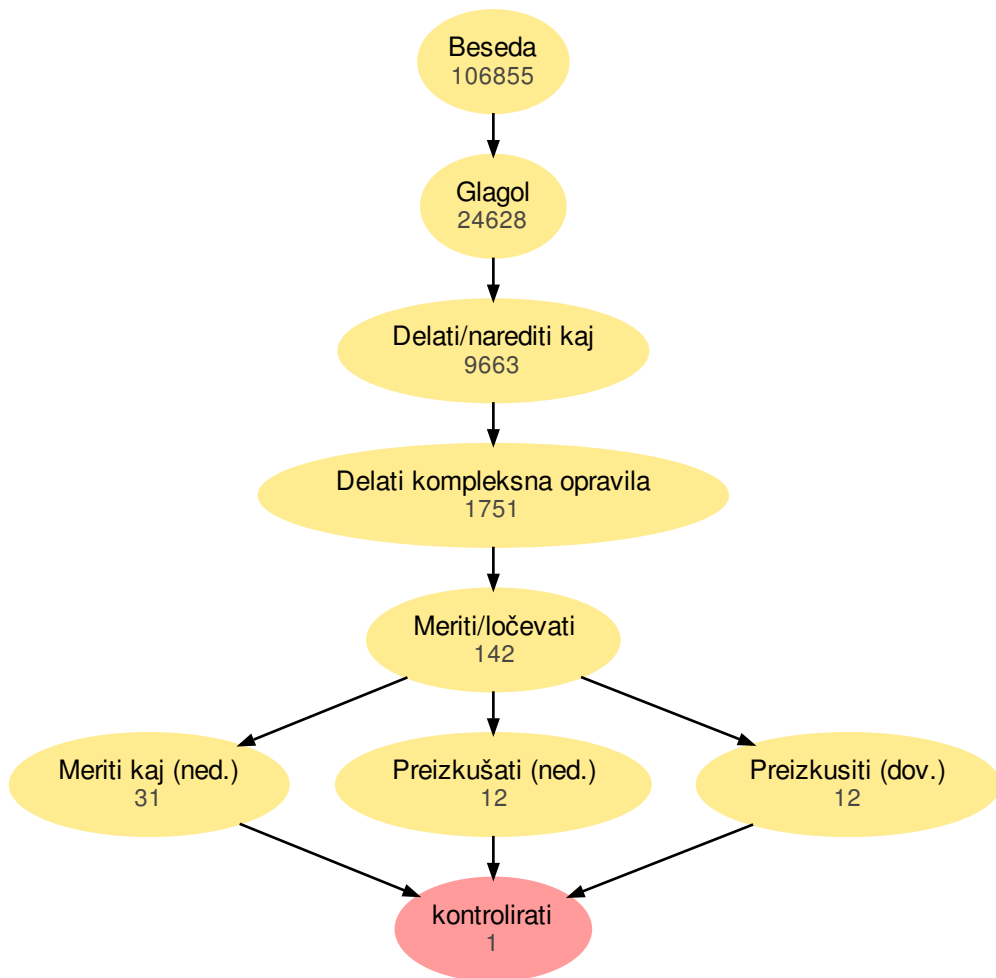 Beseda
106855
Glagol
24628
Delati/narediti kaj
9663
Delati kompleksna opravila
1751
Meriti/ločevati
142
Meriti kaj (ned.)
31
Preizkušati (ned.)
12
Preizkusiti (dov.)
12
kontrolirati
1